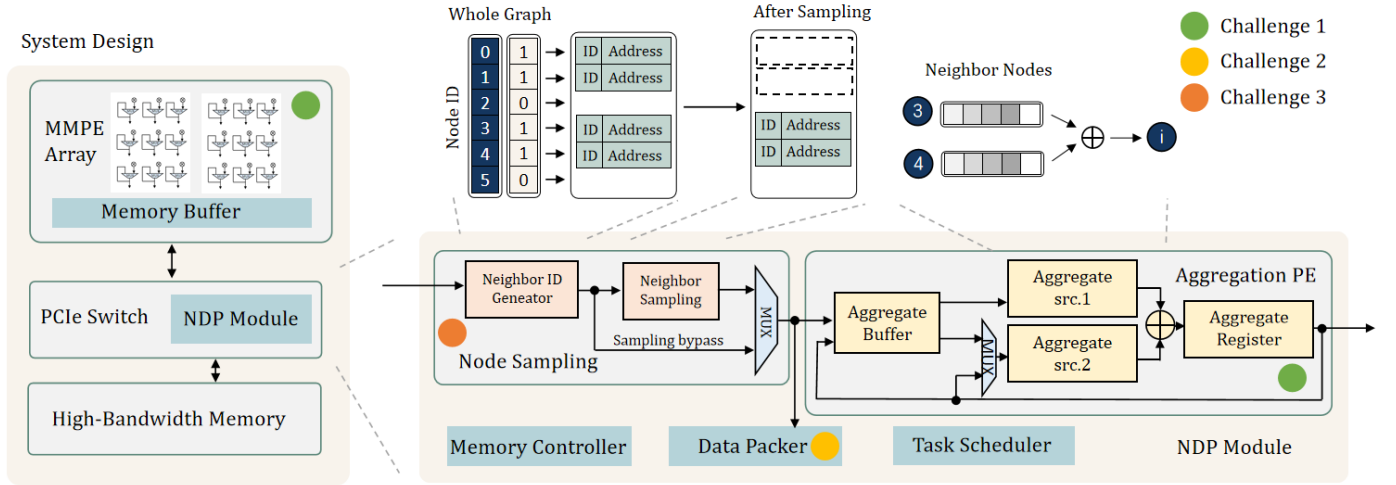 System Design
MMPE
Array
Memory Buffer
PCIe Switch
NDP Module
High-Bandwidth Memory
Whole Graph
Node ID
0 1
1 1
2 0
3 1
4 1
5 0
ID Address
ID Address
ID Address
ID Address
After Sampling
ID Address
ID Address
Neighbor Nodes
3
4
i
Challenge 1
Challenge 2
Challenge 3
Neighbor ID
Geneator
Neighbor
Sampling
MUX
Sampling bypass
Node Sampling
Aggregate
Buffer
MUX
Aggregate
src.1
Aggregate
src.2
Aggregation PE
Aggregate
Register
Memory Controller
Data Packer
Task Scheduler
NDP Module